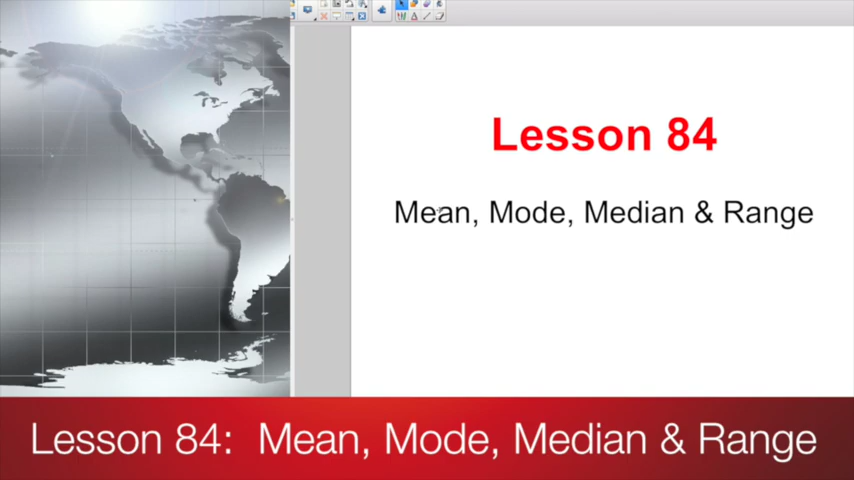 Lesson 84
Mean, Mode, Median & Range
Lesson 84: Mean, Mode, Median & Range